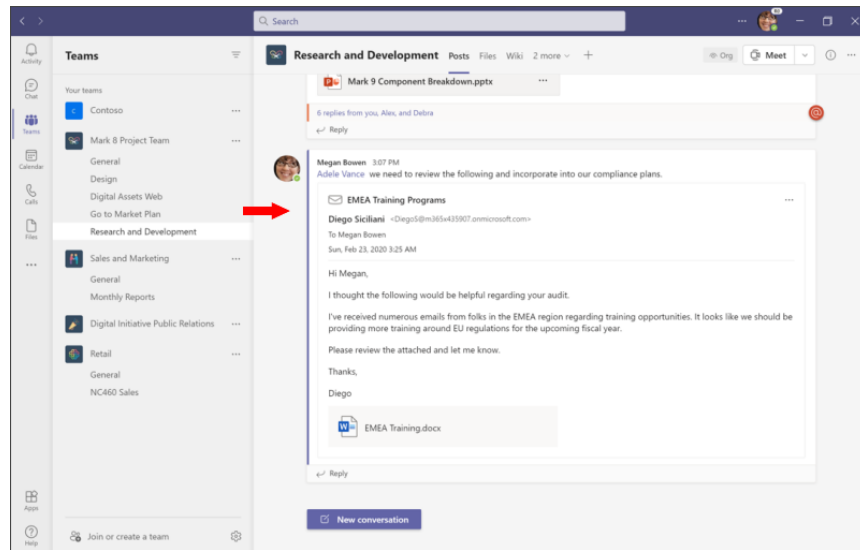 Search
Activity
Chat
Teams
Calendar
Calls
Files
Apps
Help
Teams
Your teams
Contoso
Mark 8 Project Team
General
Design
Digital Assets Web
Go to Market Plan
Research and Development
Sales and Marketing
General
Monthly Reports
Digital Initiative Public Relations
Retail
General
NC460 Sales
Join or create a team
Research and Development Posts Files Wiki 2 more
Org Meet
Mark 9 Component Breakdown.pptx
6 replies from you, Alex, and Debra
Reply
Megan Bowen 3:07 PM
Adele Vance we need to review the following and incorporate into our compliance plans.
EMEA Training Programs
Diego Siciliani <DiegoS@m365x435907.onmicrosoft.com>
To Megan Bowen
Sun, Feb 23, 2020 3:25 AM
Hi Megan,
I thought the following would be helpful regarding your audit.
I've received numerous emails from folks in the EMEA region regarding training opportunities. It looks like we should be
providing more training around EU regulations for the upcoming fiscal year.
Please review the attached and let me know.
Thanks,
Diego
EMEA Training.docx
Reply
New conversation